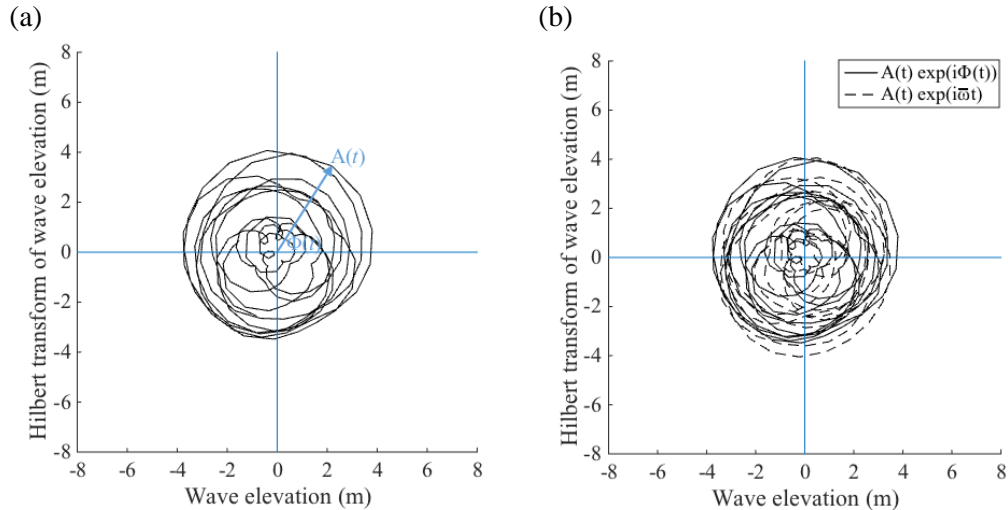 (a)
(b)
Hilbert transform of wave elevation (m)
8
6
4
2
0
-2
-4
-6
-8
A(t)
Φ(t)
-8 -6 -4 -2 0 2 4 6 8
Wave elevation (m)
Hilbert transform of wave elevation (m)
8
6
4
2
0
-2
-4
-6
-8
A(t) exp(iΦ(t))
A(t) exp(iϖt)
-8 -6 -4 -2 0 2 4 6 8
Wave elevation (m)